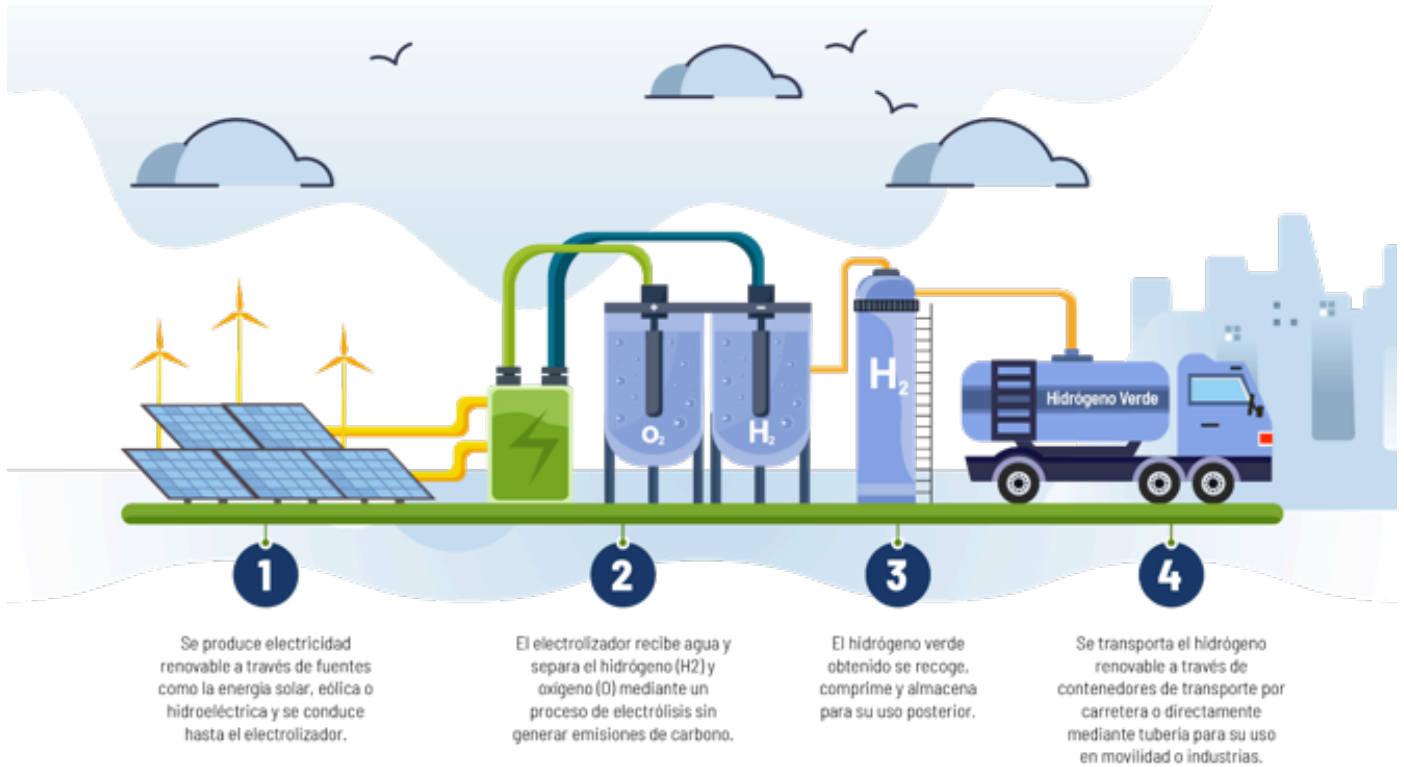 +
−
O₂
H₂
H₂
Hidrógeno Verde
1
Se produce electricidad
renovable a través de fuentes
como la energía solar, eólica o
hidroeléctrica y se conduce
hasta el electrolizador.
2
El electrolizador recibe agua y
separa el hidrógeno (H2) y
oxígeno (O) mediante un
proceso de electrólisis sin
generar emisiones de carbono.
3
El hidrógeno verde
obtenido se recoge,
comprime y almacena
para su uso posterior.
4
Se transporta el hidrógeno
renovable a través de
contenedores de transporte por
carretera o directamente
mediante tubería para su uso
en movilidad o industrias.